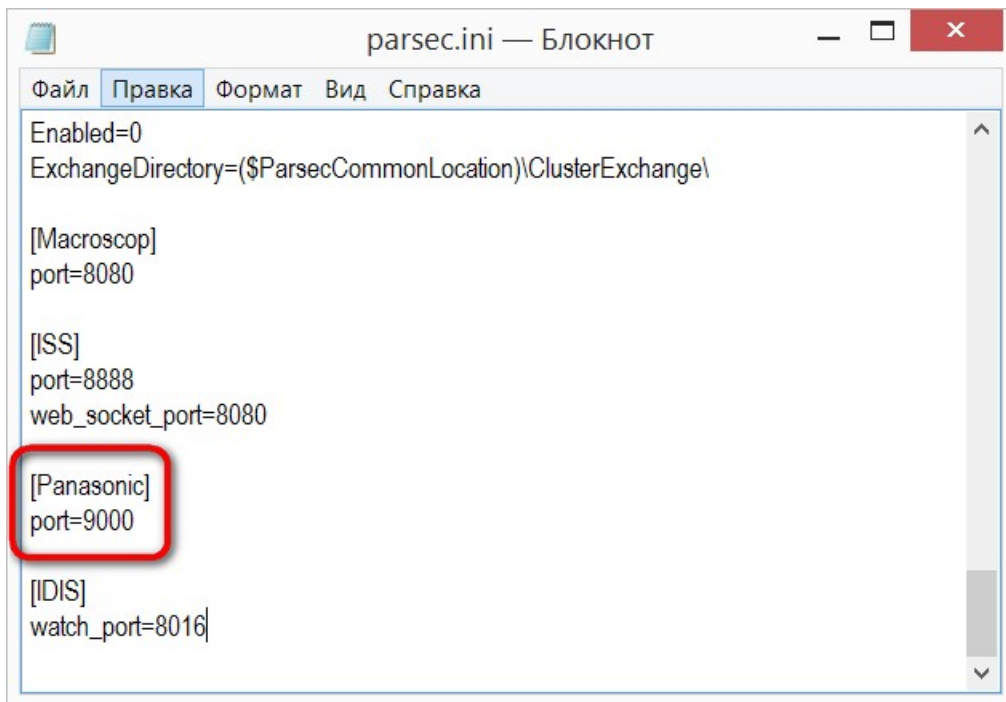 parsec.ini — Блокнот
Файл Правка Формат Вид Справка
Enabled=0
ExchangeDirectory=($ParsecCommonLocation)\ClusterExchange\
[Macroscop]
port=8080
[ISS]
port=8888
web_socket_port=8080
[Panasonic]
port=9000
[IDIS]
watch_port=8016